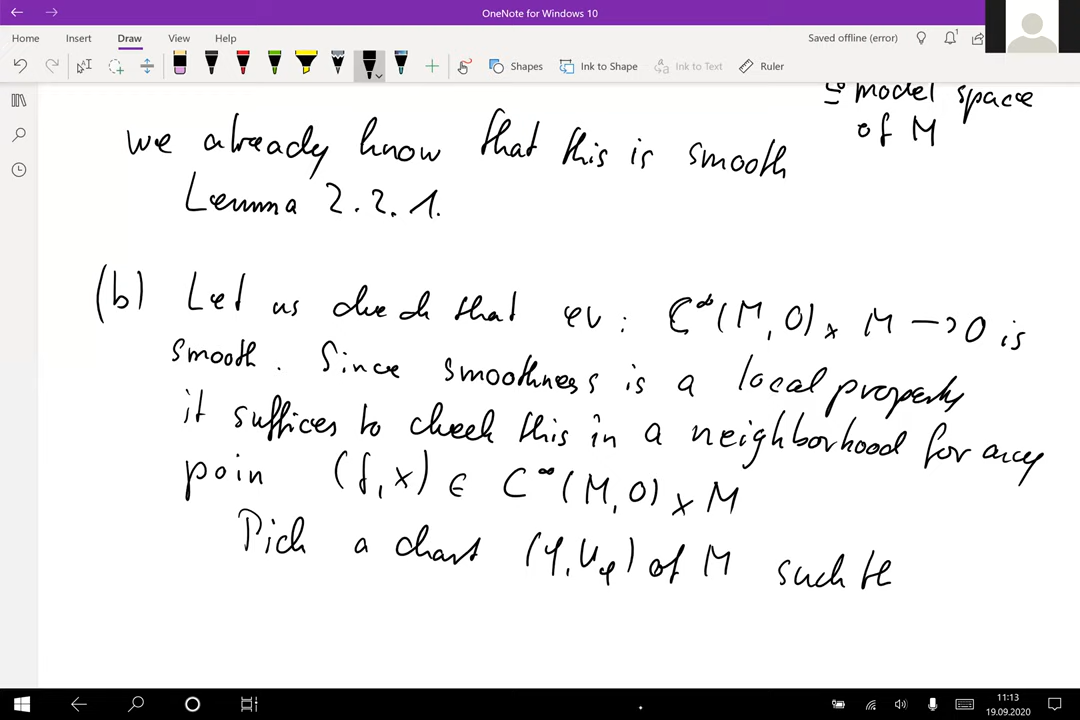 OneNote for Windows 10
Home Insert Draw View Help
Saved offline (error)
Shapes Ink to Shape Ink to Text Ruler
model space
of M
we already know that this is smooth
Lemma 2.2.1.
(b) Let us check that ev: C^∞(M,O) × M → O is
smooth. Since smoothness is a local property
it suffices to check this in a neighborhood for any
poin (f,x) ∈ C^∞(M,O) × M
Pick a chart (φ,U_φ) of M such th
11:13
19.09.2020